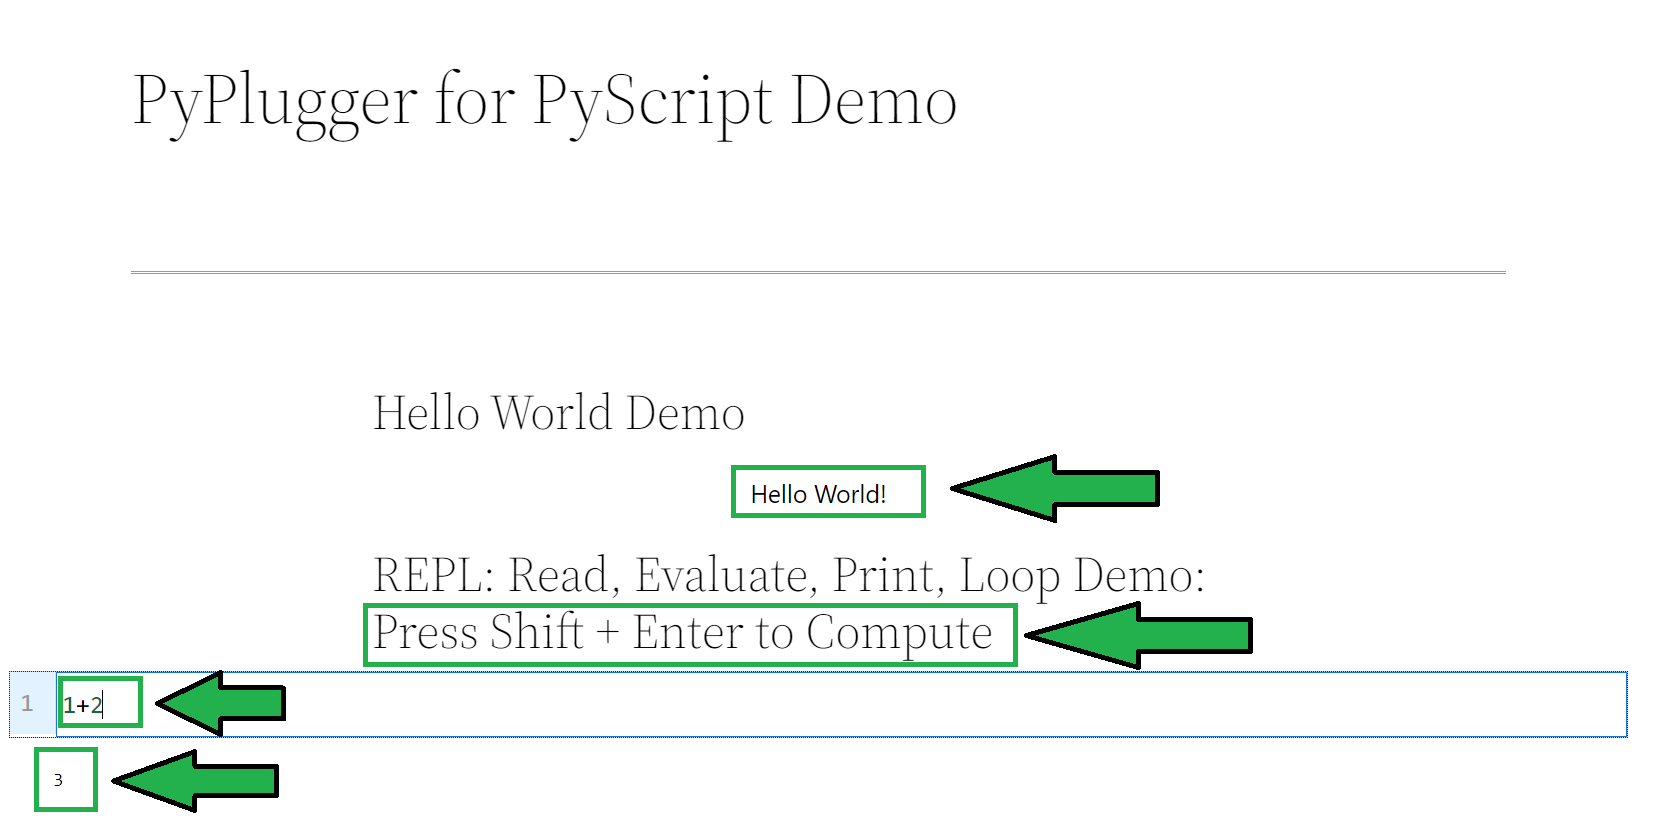 PyPlugger for PyScript Demo
Hello World Demo
Hello World!
REPL: Read, Evaluate, Print, Loop Demo:
Press Shift + Enter to Compute
1 1+2
3